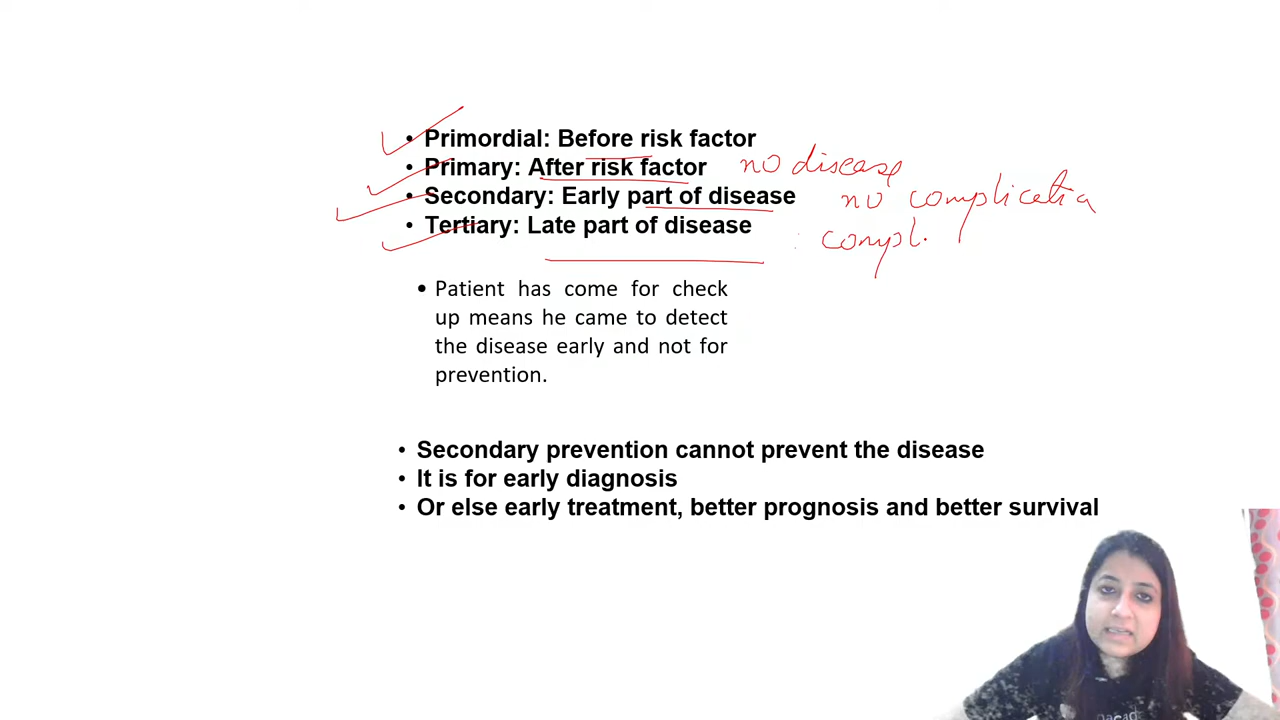 • Primordial: Before risk factor
• Primary: After risk factor no disease
• Secondary: Early part of disease no complication
• Tertiary: Late part of disease : compl.
• Patient has come for check
up means he came to detect
the disease early and not for
prevention.
• Secondary prevention cannot prevent the disease
• It is for early diagnosis
• Or else early treatment, better prognosis and better survival